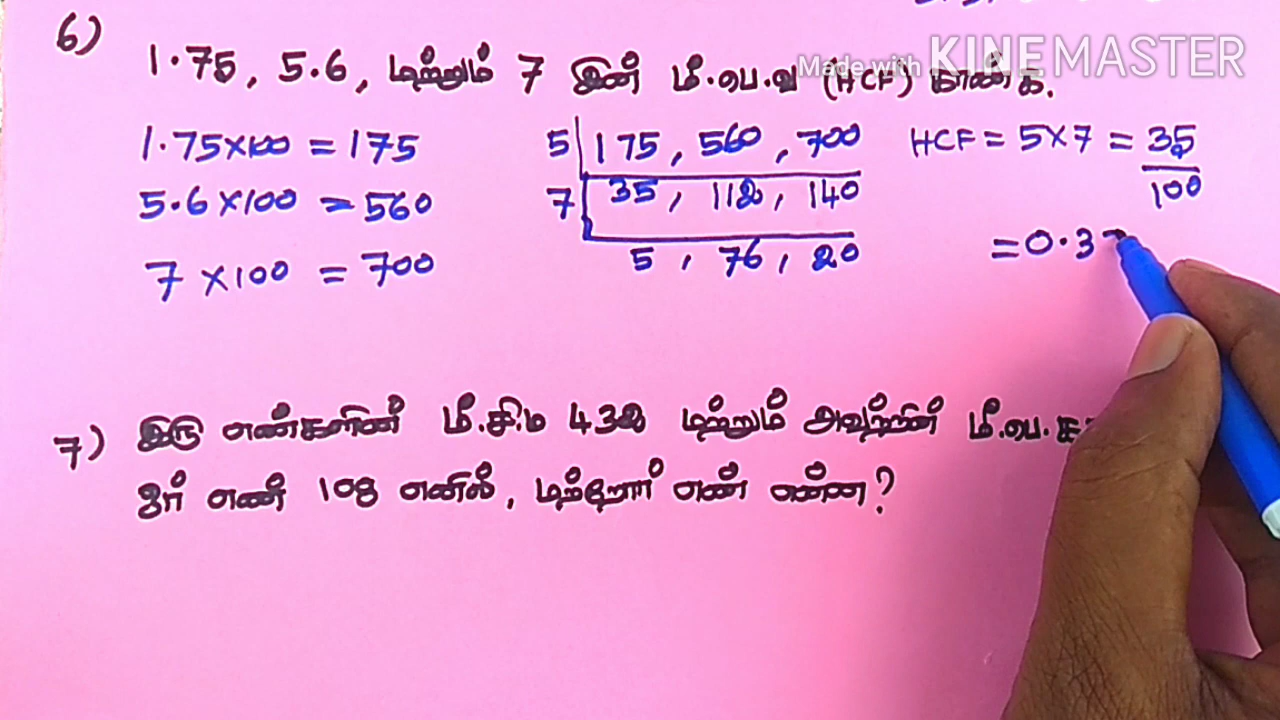 6)
1.75, 5.6, மற்றும் 7 இன் மீ.பெ.வ (HCF) காண்க.
Made with KINEMASTER
1.75×100 = 175
5.6×100 = 560
7×100 = 700
5 175, 560, 700
7 35, 112, 140
5, 76, 20
HCF = 5×7 = 35
100
= 0.3
7) இரு எண்களின் மீ.சி.ம 432 மற்றும் அவற்றின் மீ.பெ.
ஓர் எண் 108 எனில், மற்றோர் எண் என்ன?